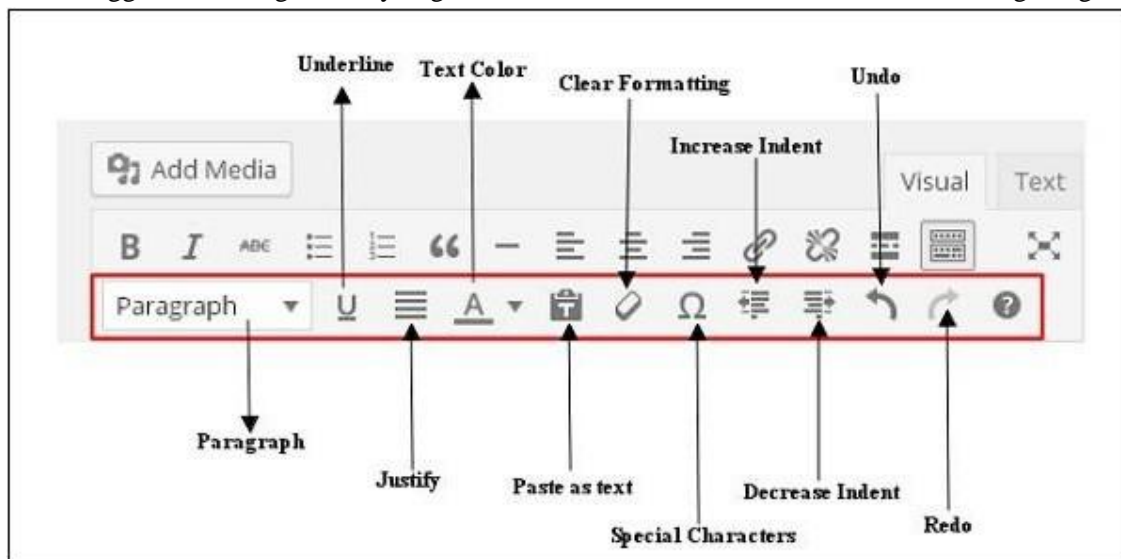 Underline Text Color Clear Formatting Undo
Increase Indent
Add Media
Visual Text
B I ABC
Paragraph U A T Ω ?
Paragraph
Justify Paste as text Decrease Indent
Special Characters Redo